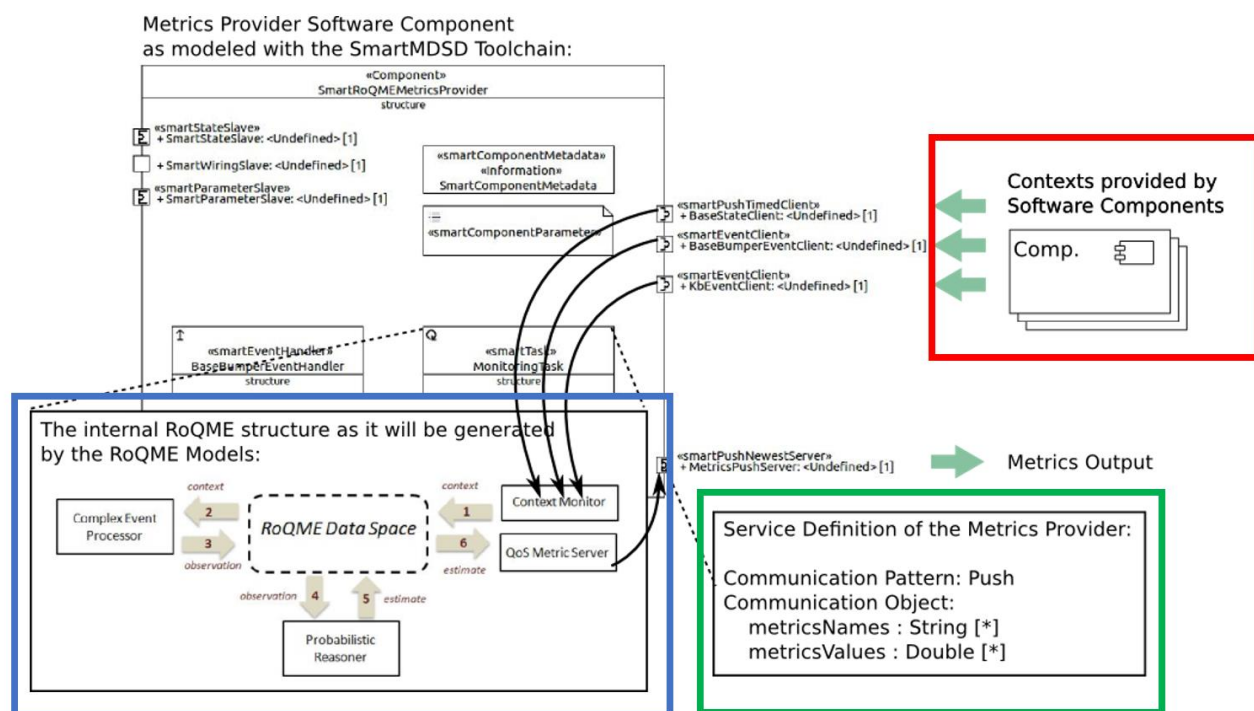 Metrics Provider Software Component
as modeled with the SmartMDSD Toolchain:
«Component»
SmartRoQMEMetricsProvider
structure
«smartStateSlave»
+ SmartStateSlave: <Undefined> [1]
+ SmartWiringSlave: <Undefined> [1]
«smartParameterSlave»
+ SmartParameterSlave: <Undefined> [1]
«smartComponentMetadata»
«Information»
SmartComponentMetadata
«smartComponentParameter»
«smartPushTimedClient»
+ BaseStateClient: <Undefined> [1]
«smartEventClient»
+ BaseBumperEventClient: <Undefined> [1]
«smartEventClient»
+ KbEventClient: <Undefined> [1]
Contexts provided by
Software Components
Comp.
«smartEventHandler»
BaseBumperEventHandler
structure
«smartTask»
MonitoringTask
structure
The internal RoQME structure as it will be generated
by the RoQME Models:
context
2
Complex Event
Processor
3
observation
RoQME Data Space
context
1
Context Monitor
6
estimate
QoS Metric Server
observation
4
5
estimate
Probabilistic
Reasoner
«smartPushNewestServer»
+ MetricsPushServer: <Undefined> [1]
Metrics Output
Service Definition of the Metrics Provider:
Communication Pattern: Push
Communication Object:
metricsNames : String [*]
metricsValues : Double [*]